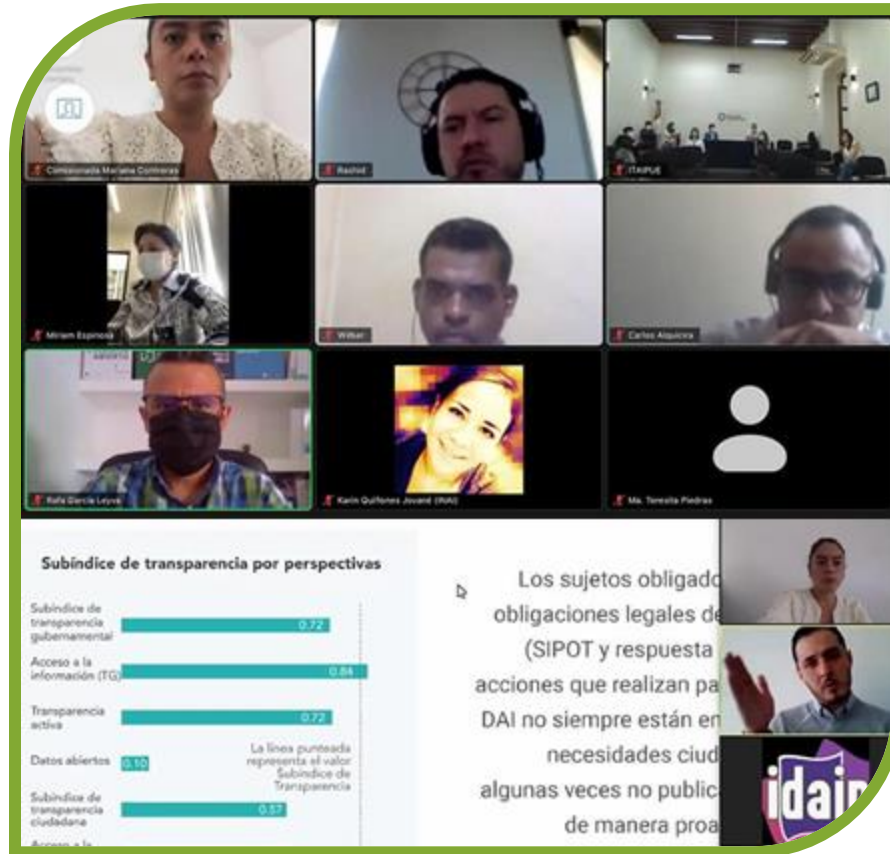 Comisionada Mariana Contreras
Rashid
ITAIPUE
Miriam Espinosa
Wilber
Carlos Alquicira
Rafa García Leyva
Karin Quiñones Jované (INAI)
Ma. Teresita Piedras
Subíndice de transparencia por perspectivas
Subíndice de
transparencia
gubernamental
0.72
Acceso a la
información (TG)
0.84
Transparencia
activa
0.72
Datos abiertos
0.10
La línea punteada
representa el valor
Subíndice de
Transparencia
Subíndice de
transparencia
ciudadana
0.57
Acceso a la
Los sujetos obligado
obligaciones legales de
(SIPOT y respuesta
acciones que realizan pa
DAI no siempre están en
necesidades ciud
algunas veces no public
de manera proa
idaip